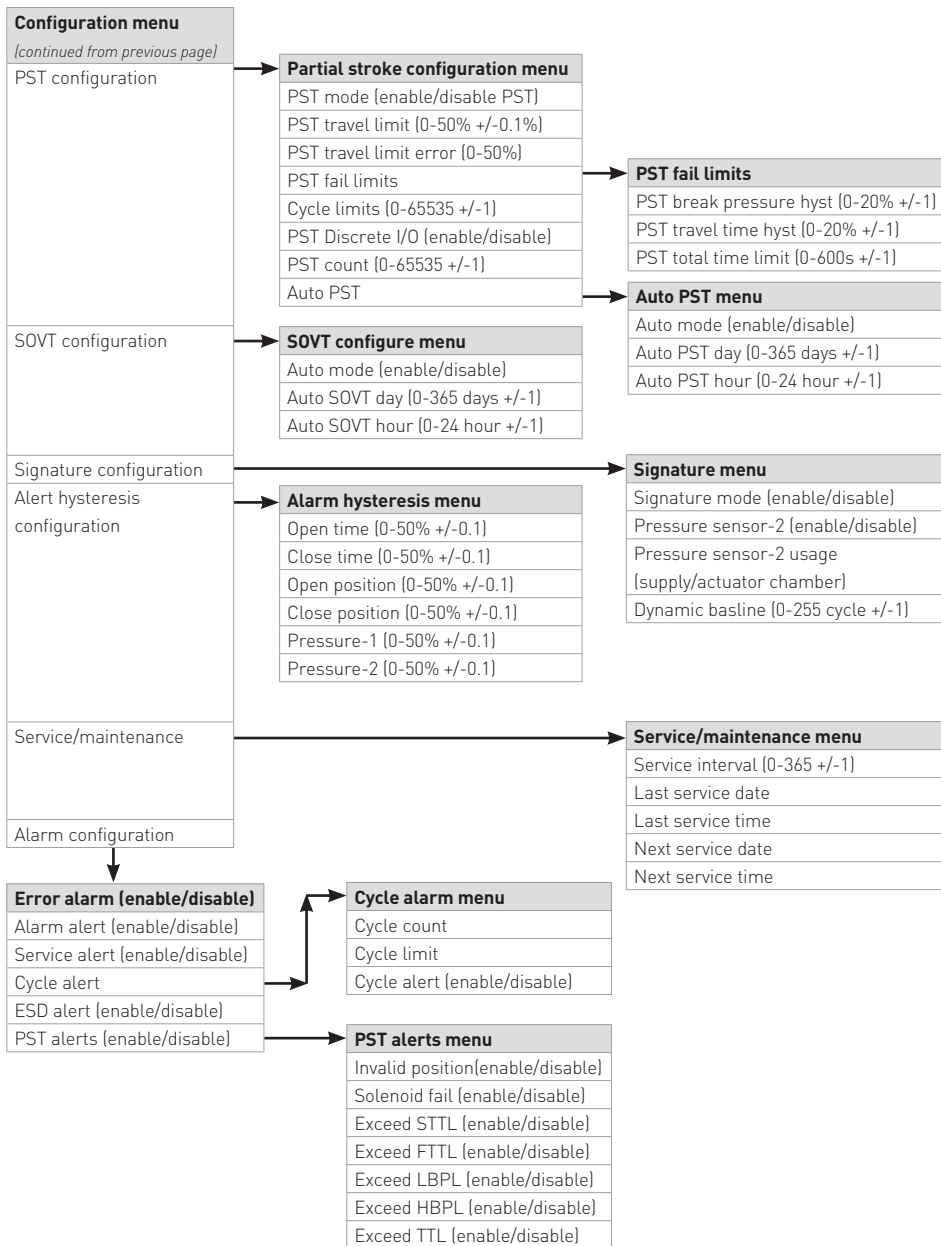 Configuration menu
(continued from previous page)
PST configuration
Partial stroke configuration menu
PST mode (enable/disable PST)
PST travel limit (0-50% +/-0.1%)
PST travel limit error (0-50%)
PST fail limits
Cycle limits (0-65535 +/-1)
PST Discrete I/O (enable/disable)
PST count (0-65535 +/-1)
Auto PST
PST fail limits
PST break pressure hyst (0-20% +/-1)
PST travel time hyst (0-20% +/-1)
PST total time limit (0-600s +/-1)
Auto PST menu
Auto mode (enable/disable)
Auto PST day (0-365 days +/-1)
Auto PST hour (0-24 hour +/-1)
SOVT configuration
SOVT configure menu
Auto mode (enable/disable)
Auto SOVT day (0-365 days +/-1)
Auto SOVT hour (0-24 hour +/-1)
Signature configuration
Signature menu
Signature mode (enable/disable)
Pressure sensor-2 (enable/disable)
Pressure sensor-2 usage
(supply/actuator chamber)
Dynamic basline (0-255 cycle +/-1)
Alert hysteresis
configuration
Alarm hysteresis menu
Open time (0-50% +/-0.1)
Close time (0-50% +/-0.1)
Open position (0-50% +/-0.1)
Close position (0-50% +/-0.1)
Pressure-1 (0-50% +/-0.1)
Pressure-2 (0-50% +/-0.1)
Service/maintenance
Service/maintenance menu
Service interval (0-365 +/-1)
Last service date
Last service time
Next service date
Next service time
Alarm configuration
Error alarm (enable/disable)
Alarm alert (enable/disable)
Service alert (enable/disable)
Cycle alert
ESD alert (enable/disable)
PST alerts (enable/disable)
Cycle alarm menu
Cycle count
Cycle limit
Cycle alert (enable/disable)
PST alerts menu
Invalid position(enable/disable)
Solenoid fail (enable/disable)
Exceed STTL (enable/disable)
Exceed FTTL (enable/disable)
Exceed LBPL (enable/disable)
Exceed HBPL (enable/disable)
Exceed TTL (enable/disable)